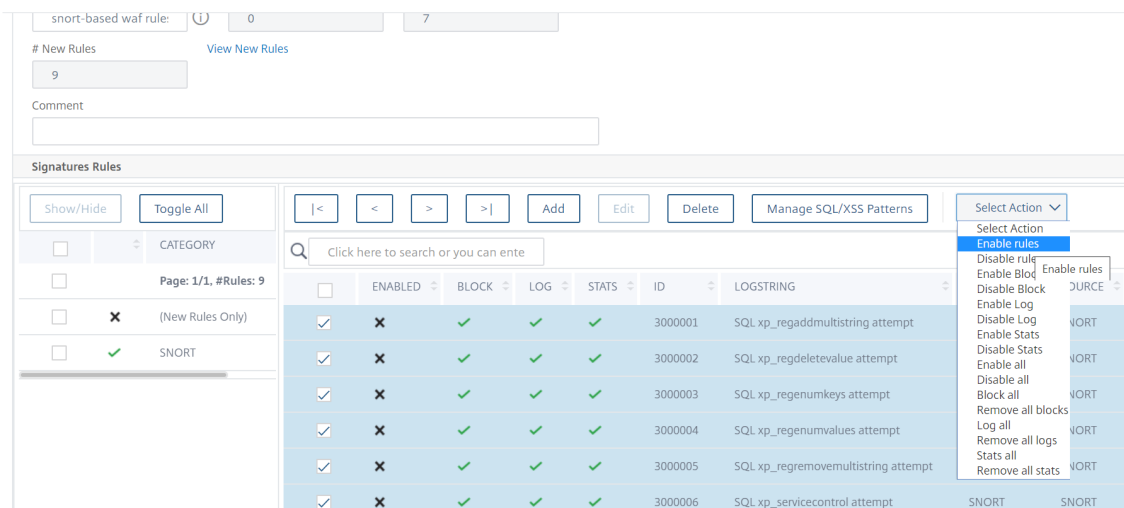 snort-based waf rule: 0 7
# New Rules View New Rules
9
Comment
Signatures Rules
Show/Hide Toggle All
CATEGORY
Page: 1/1, #Rules: 9
(New Rules Only)
SNORT
|< < > >| Add Edit Delete Manage SQL/XSS Patterns Select Action
Click here to search or you can ente
ENABLED BLOCK LOG STATS ID LOGSTRING
3000001 SQL xp_regaddmultistring attempt
3000002 SQL xp_regdeletevalue attempt
3000003 SQL xp_regenumkeys attempt
3000004 SQL xp_regenumvalues attempt
3000005 SQL xp_regremovemultistring attempt
3000006 SQL xp_servicecontrol attempt SNORT SNORT
Select Action
Enable rules
Disable rule
Enable rules
Enable Bloc
Disable Block
Enable Log
Disable Log
Enable Stats
Disable Stats
Enable all
Disable all
Block all
Remove all blocks
Log all
Remove all logs
Stats all
Remove all stats